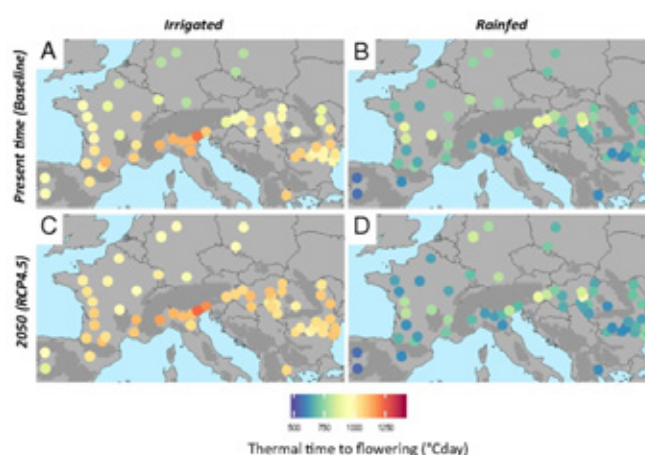 Irrigated Rainfed
A B
Present time (Baseline)
C D
2050 (RCP4.5)
500 750 1000 1250
Thermal time to flowering (°Cday)